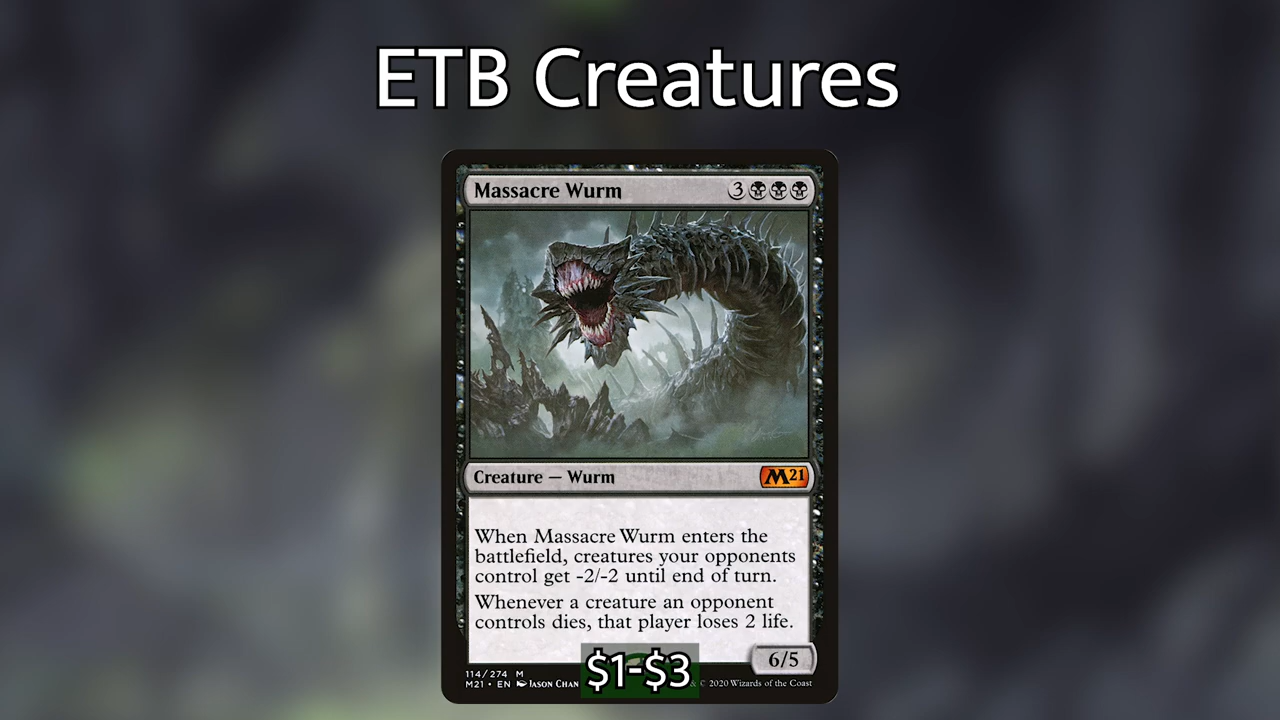 ETB Creatures
Massacre Wurm 3
Creature — Wurm M21
When Massacre Wurm enters the
battlefield, creatures your opponents
control get -2/-2 until end of turn.
Whenever a creature an opponent
controls dies, that player loses 2 life.
6/5
$1-$3
114/274 M
M21 • EN JASON CHAN & © 2020 Wizards of the Coast